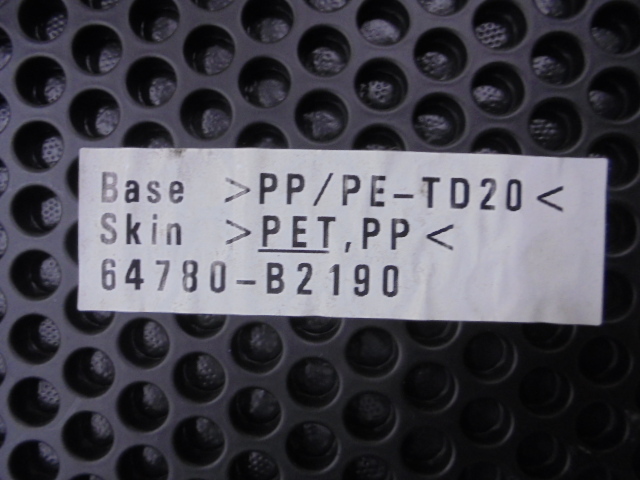 Base >PP/PE-TD20<
Skin >PET,PP<
64780-B2190